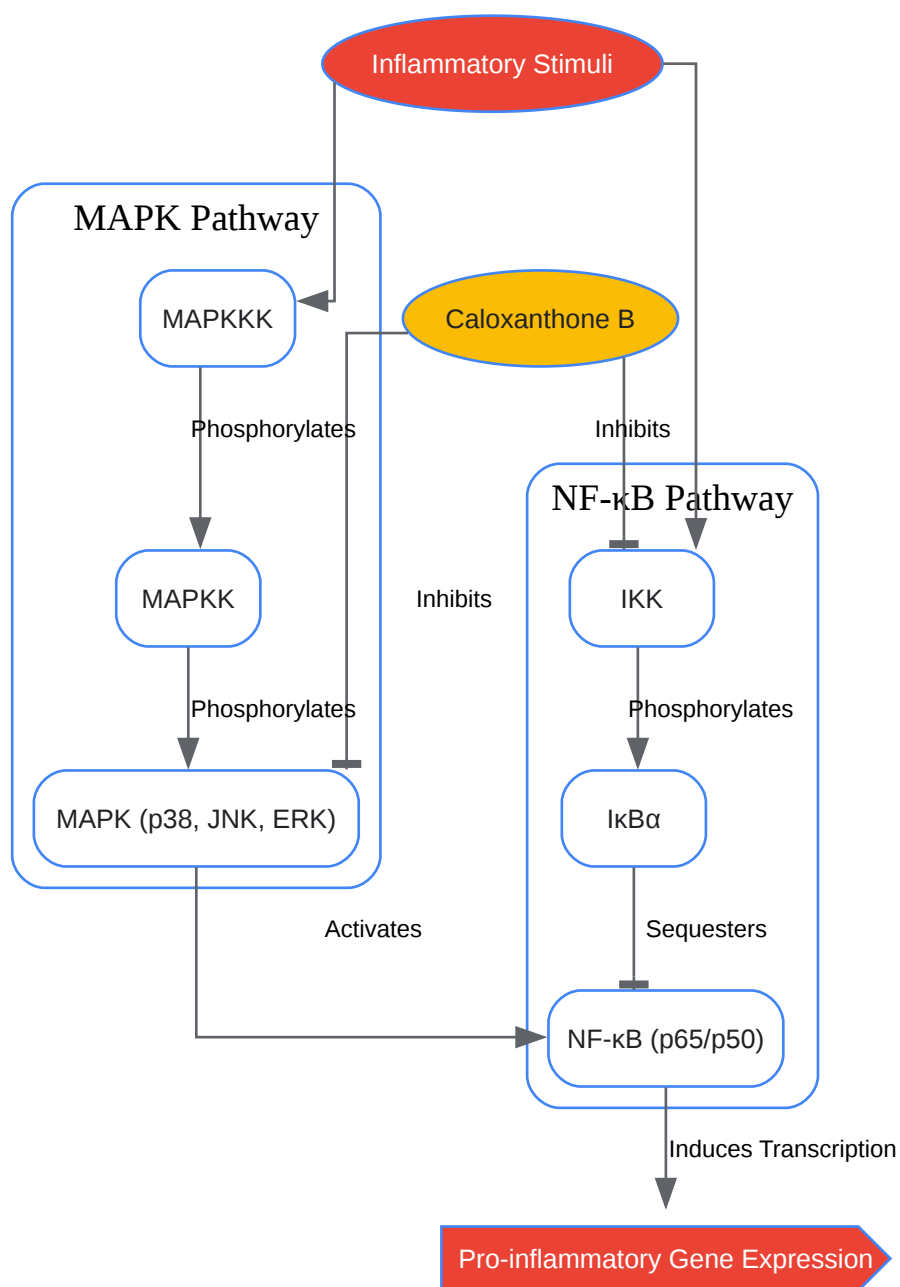 Inflammatory Stimuli
MAPK Pathway
MAPKKK
Caloxanthone B
Phosphorylates
Inhibits
NF-κB Pathway
MAPKK
Inhibits
IKK
Phosphorylates
Phosphorylates
MAPK (p38, JNK, ERK)
IκBα
Activates
Sequesters
NF-κB (p65/p50)
Induces Transcription
Pro-inflammatory Gene Expression